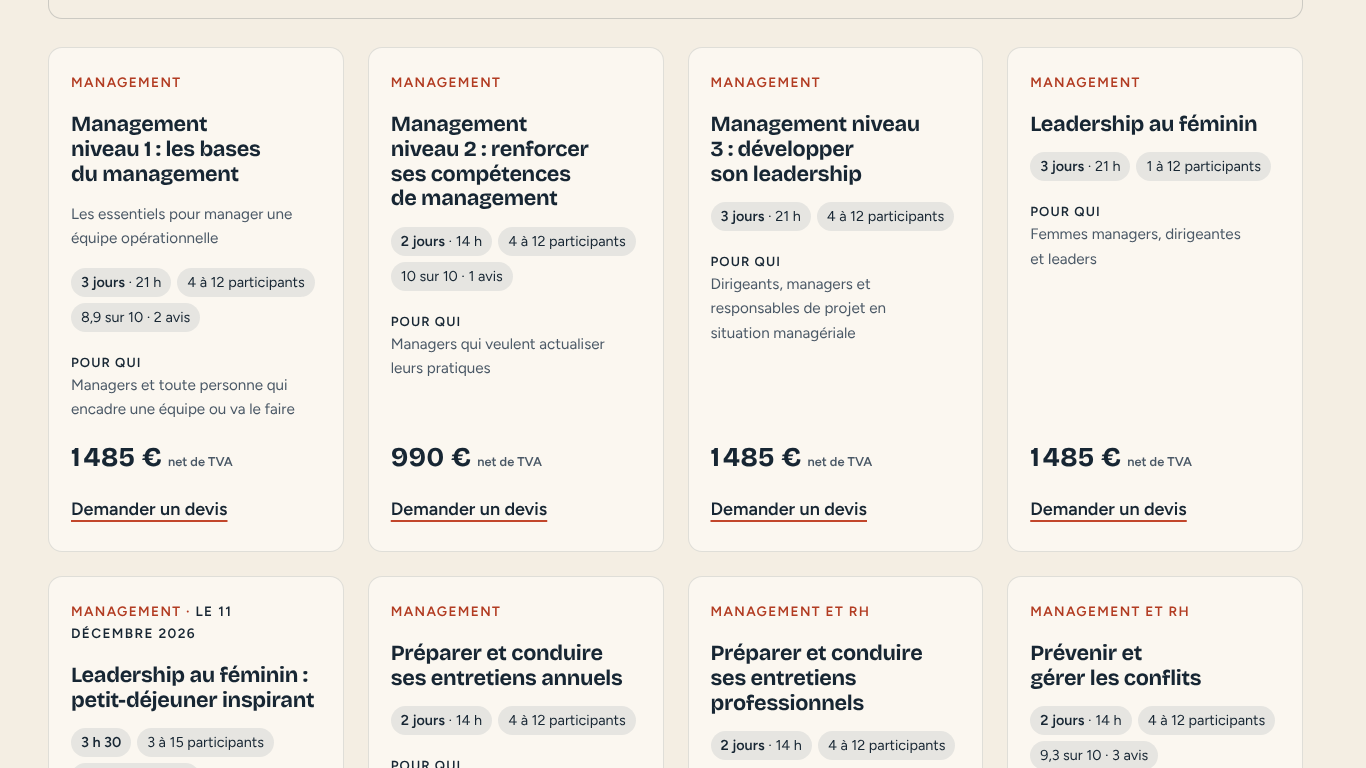 MANAGEMENT
Management
niveau 1 : les bases
du management
Les essentiels pour manager une
équipe opérationnelle
3 jours · 21 h
4 à 12 participants
8,9 sur 10 · 2 avis
POUR QUI
Managers et toute personne qui
encadre une équipe ou va le faire
1 485 € net de TVA
Demander un devis
MANAGEMENT
Management
niveau 2 : renforcer
ses compétences
de management
2 jours · 14 h
4 à 12 participants
10 sur 10 · 1 avis
POUR QUI
Managers qui veulent actualiser
leurs pratiques
990 € net de TVA
Demander un devis
MANAGEMENT
Management niveau
3 : développer
son leadership
3 jours · 21 h
4 à 12 participants
POUR QUI
Dirigeants, managers et
responsables de projet en
situation managériale
1 485 € net de TVA
Demander un devis
MANAGEMENT
Leadership au féminin
3 jours · 21 h
1 à 12 participants
POUR QUI
Femmes managers, dirigeantes
et leaders
1 485 € net de TVA
Demander un devis
MANAGEMENT · LE 11
DÉCEMBRE 2026
Leadership au féminin :
petit-déjeuner inspirant
3 h 30
3 à 15 participants
MANAGEMENT
Préparer et conduire
ses entretiens annuels
2 jours · 14 h
4 à 12 participants
POUR QUI
MANAGEMENT ET RH
Préparer et conduire
ses entretiens
professionnels
2 jours · 14 h
4 à 12 participants
MANAGEMENT ET RH
Prévenir et
gérer les conflits
2 jours · 14 h
4 à 12 participants
9,3 sur 10 · 3 avis